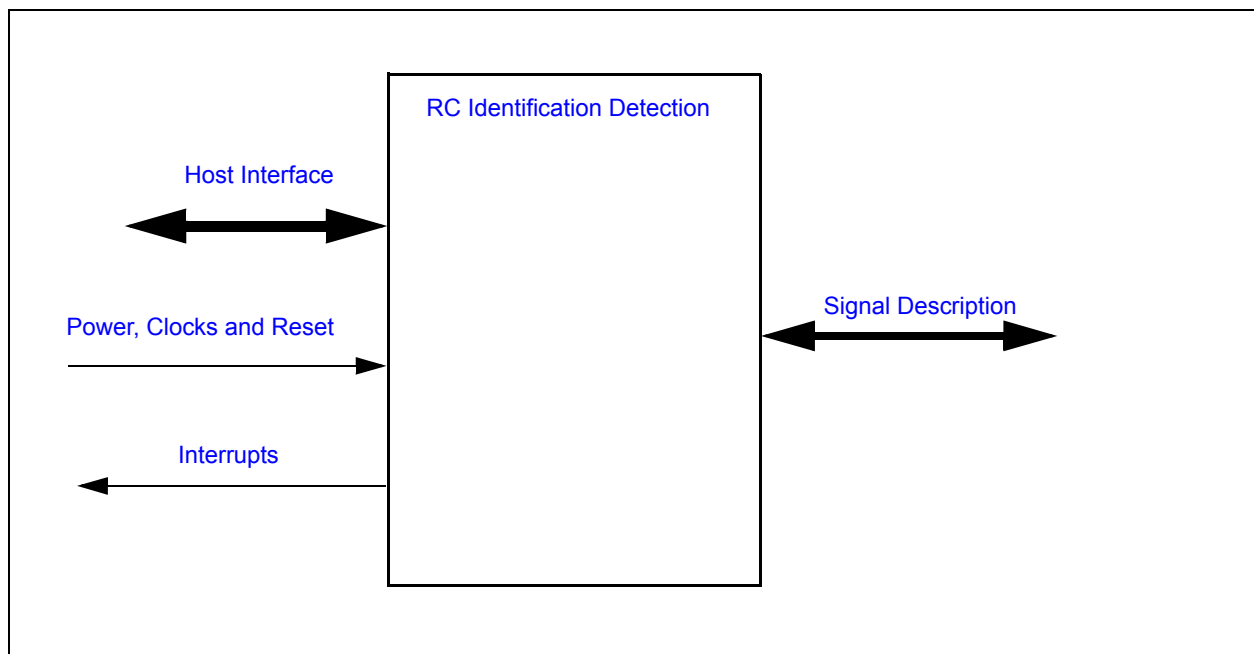 RC Identification Detection
Host Interface
Signal Description
Power, Clocks and Reset
Interrupts